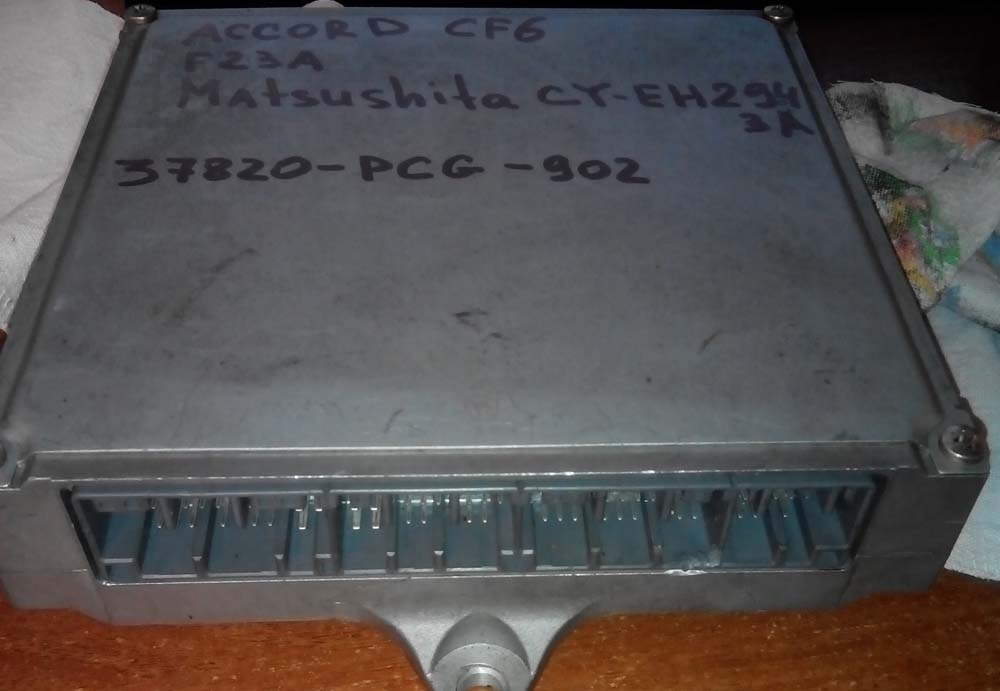 ACCORD CF6
F23A
Matsushita CY-EH294
3A
37820-PCG-902